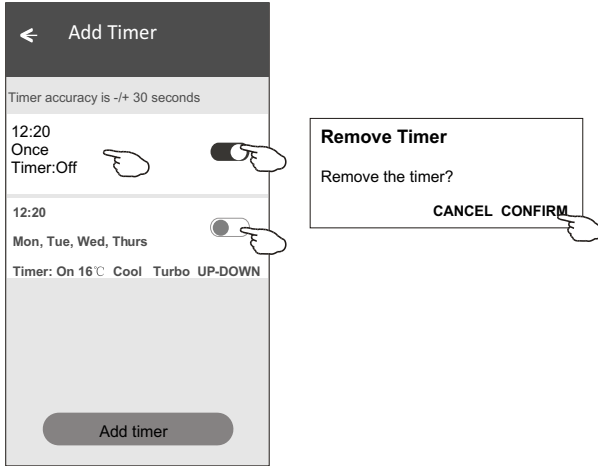 Add Timer
Timer accuracy is -/+ 30 seconds
12:20
Once
Timer:Off
12:20
Mon, Tue, Wed, Thurs
Timer: On 16℃ Cool Turbo UP-DOWN
Add timer
Remove Timer
Remove the timer?
CANCEL CONFIRM